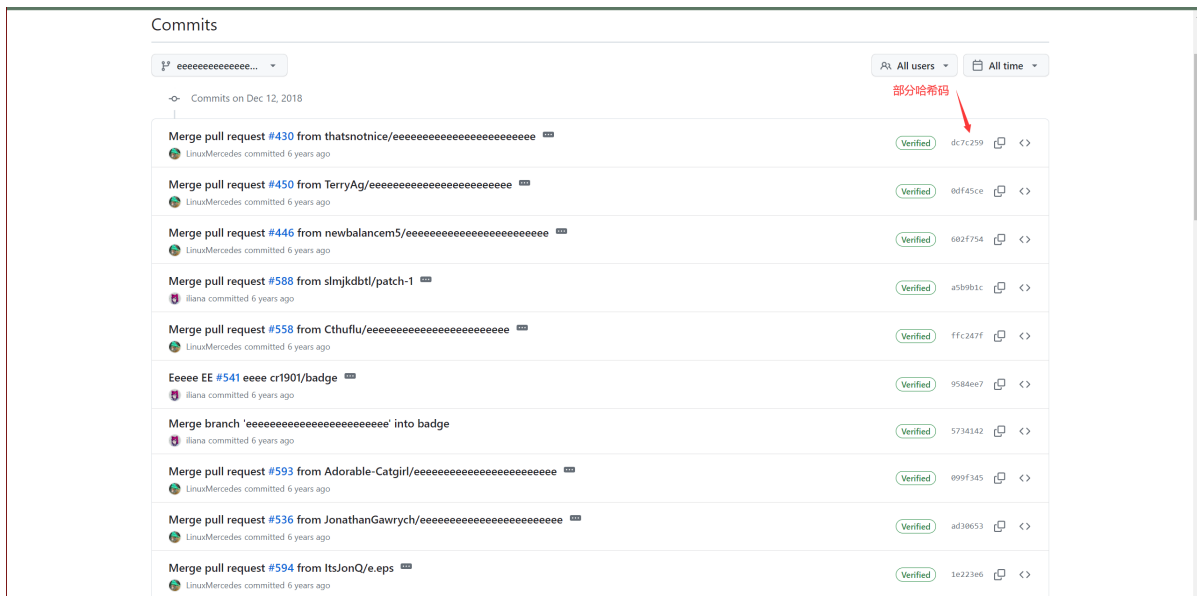 Commits
eeeeeeeeeeeeee...
All users
All time
部分哈希码
Commits on Dec 12, 2018
Merge pull request #430 from thatsnotnice/eeeeeeeeeeeeeeeeeeeeeeee
Verified
dc7c259
LinuxMercedes committed 6 years ago
Merge pull request #450 from TerryAg/eeeeeeeeeeeeeeeeeeeeeeee
Verified
0df45ce
LinuxMercedes committed 6 years ago
Merge pull request #446 from newbalancem5/eeeeeeeeeeeeeeeeeeeeeeee
Verified
602f754
LinuxMercedes committed 6 years ago
Merge pull request #588 from slmjkdbtl/patch-1
Verified
a5b9b1c
iliana committed 6 years ago
Merge pull request #558 from Cthuflu/eeeeeeeeeeeeeeeeeeeeeeee
Verified
ffc247f
LinuxMercedes committed 6 years ago
Eeeee EE #541 eeee cr1901/badge
Verified
9584ee7
iliana committed 6 years ago
Merge branch 'eeeeeeeeeeeeeeeeeeeeeeee' into badge
Verified
5734142
iliana committed 6 years ago
Merge pull request #593 from Adorable-Catgirl/eeeeeeeeeeeeeeeeeeeeeeee
Verified
099f345
LinuxMercedes committed 6 years ago
Merge pull request #536 from JonathanGawrych/eeeeeeeeeeeeeeeeeeeeeeee
Verified
ad30653
LinuxMercedes committed 6 years ago
Merge pull request #594 from ItsJonQ/e.eps
Verified
1e223e6
LinuxMercedes committed 6 years ago